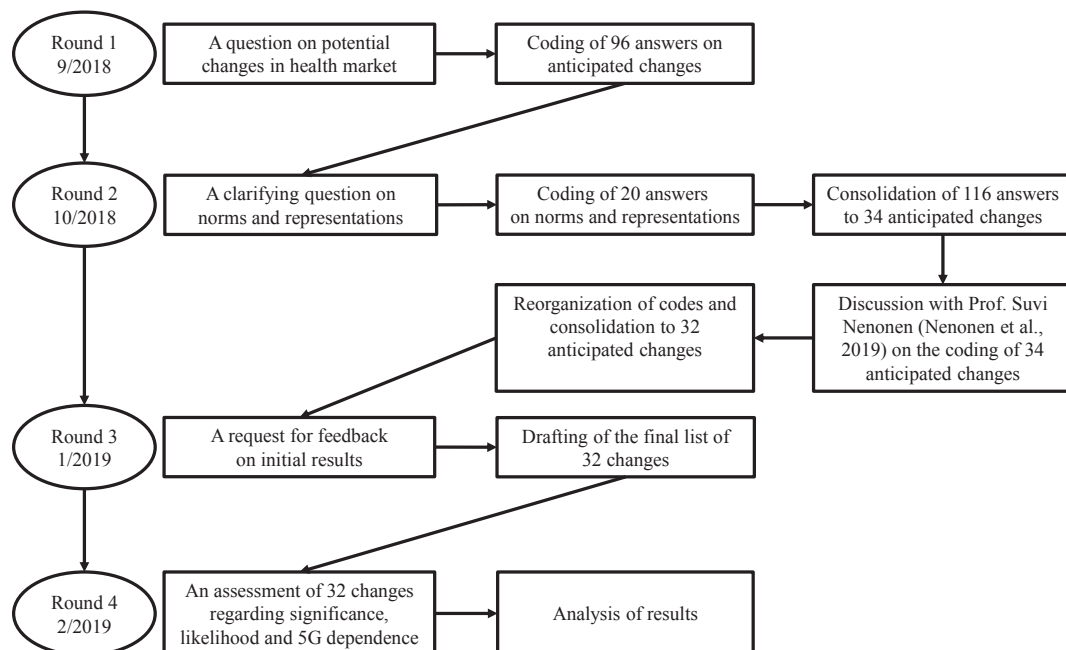 Round 1
9/2018
A question on potential
changes in health market
Coding of 96 answers on
anticipated changes
Round 2
10/2018
A clarifying question on
norms and representations
Coding of 20 answers
on norms and representations
Consolidation of 116 answers
to 34 anticipated changes
Reorganization of codes and
consolidation to 32
anticipated changes
Discussion with Prof. Suvi
Nenonen (Nenonen et al.,
2019) on the coding of 34
anticipated changes
Round 3
1/2019
A request for feedback
on initial results
Drafting of the final list of
32 changes
Round 4
2/2019
An assessment of 32 changes
regarding significance,
likelihood and 5G dependence
Analysis of results